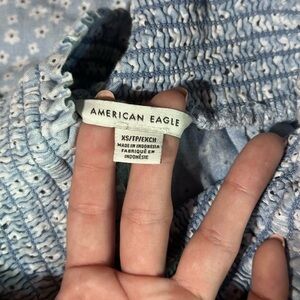 AMERICAN EAGLE
XS/TP/EXCH
MADE IN INDONESIA
FABRIQUÉ EN
INDONÉSIE